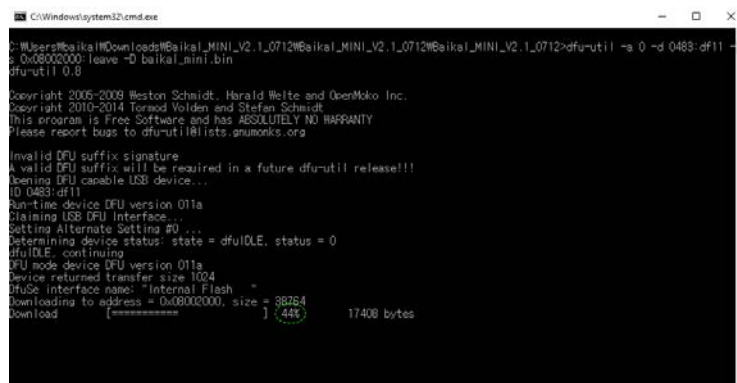 C:\Windows\system32\cmd.exe
C:₩Users₩baikal₩Downloads₩Baikal_MINI_V2.1_0712₩Baikal_MINI_V2.1_0712₩Baikal_MINI_V2.1_0712>dfu-util -a 0 -d 0483:df11 -
s 0x08002000:leave -D baikal_mini.bin
dfu-util 0.8
Copyright 2005-2009 Weston Schmidt, Harald Welte and OpenMoko Inc.
Copyright 2010-2014 Tormod Volden and Stefan Schmidt
This program is Free Software and has ABSOLUTELY NO WARRANTY
Please report bugs to dfu-util@lists.gnumonks.org
Invalid DFU suffix signature
A valid DFU suffix will be required in a future dfu-util release!!!
Opening DFU capable USB device...
ID 0483:df11
Run-time device DFU version 011a
Claiming USB DFU Interface...
Setting Alternate Setting #0 ...
Determining device status: state = dfuIDLE, status = 0
dfuIDLE, continuing
DFU mode device DFU version 011a
Device returned transfer size 1024
DfuSe interface name: "Internal Flash   "
Downloading to address = 0x08002000, size = 38764
Download [=========== ] 44% 17408 bytes